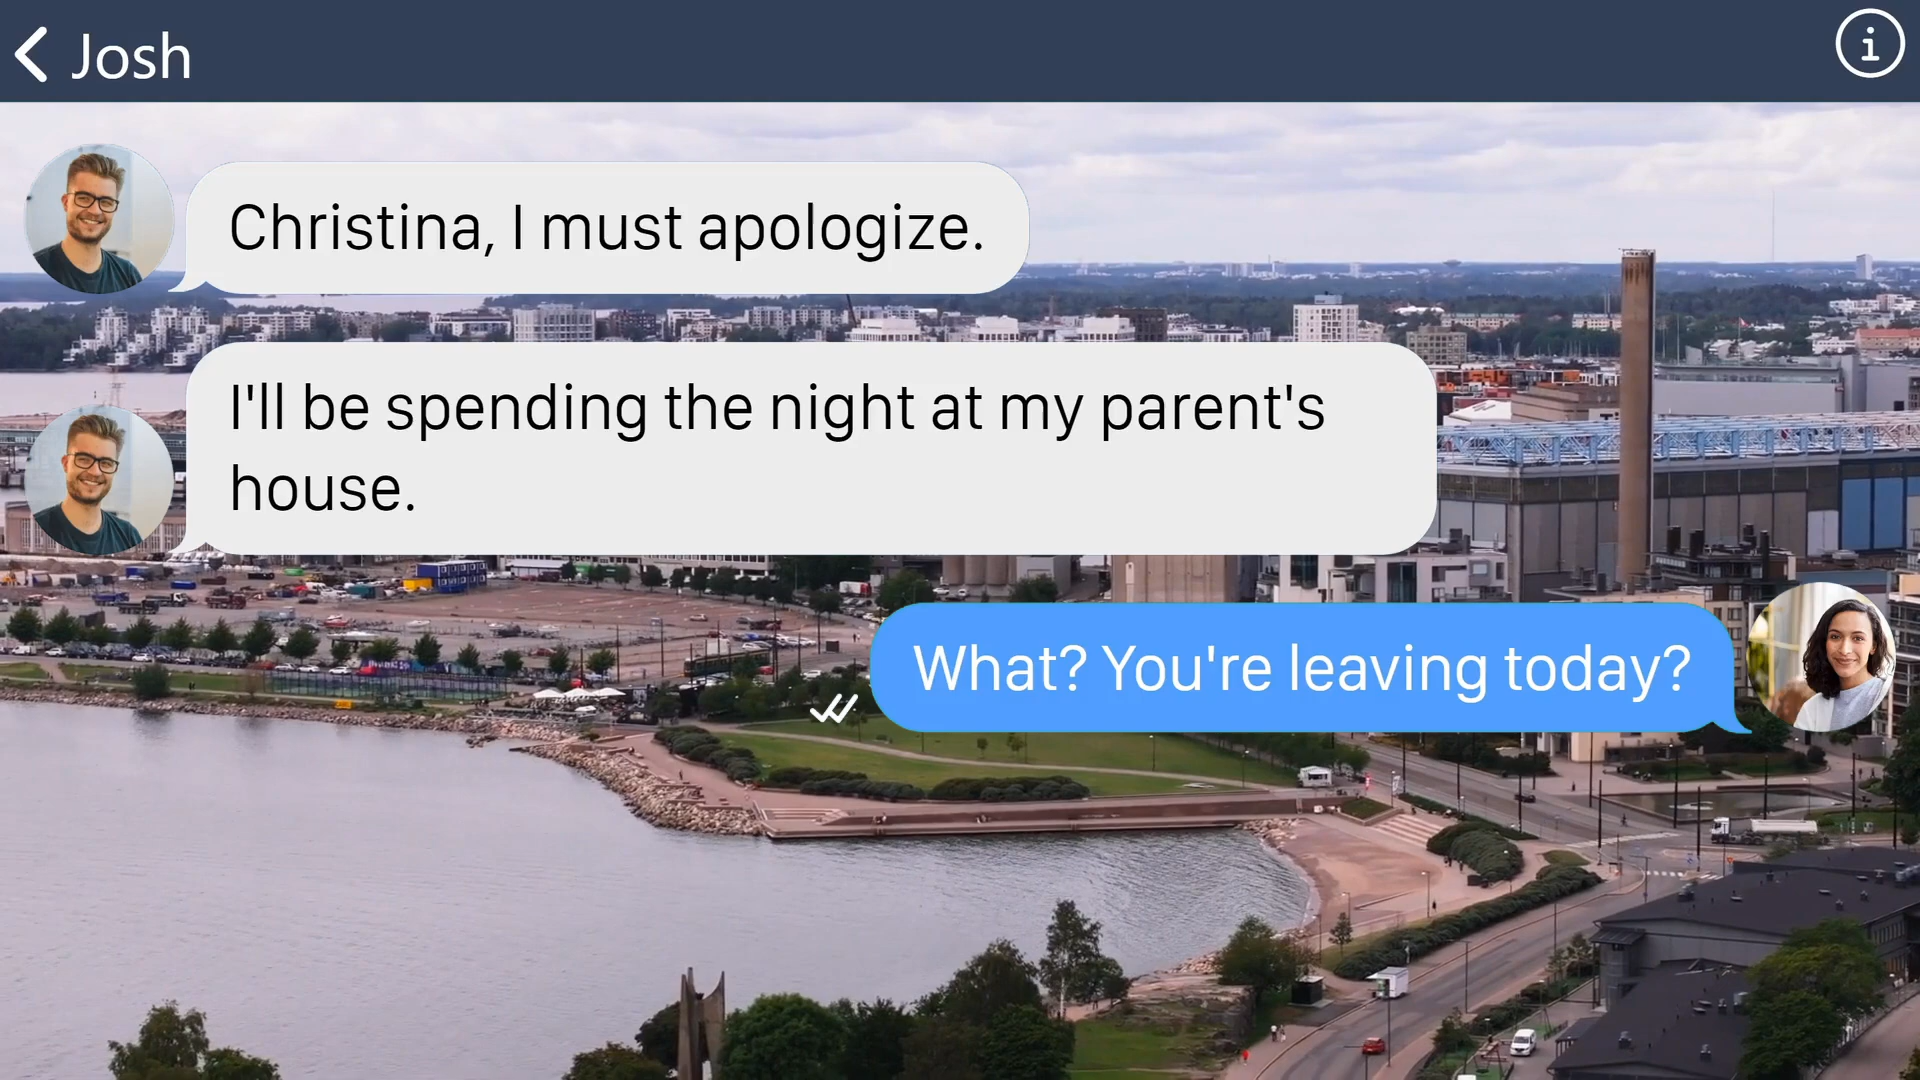 Josh
Christina, I must apologize.
I'll be spending the night at my parent's
house.
What? You're leaving today?